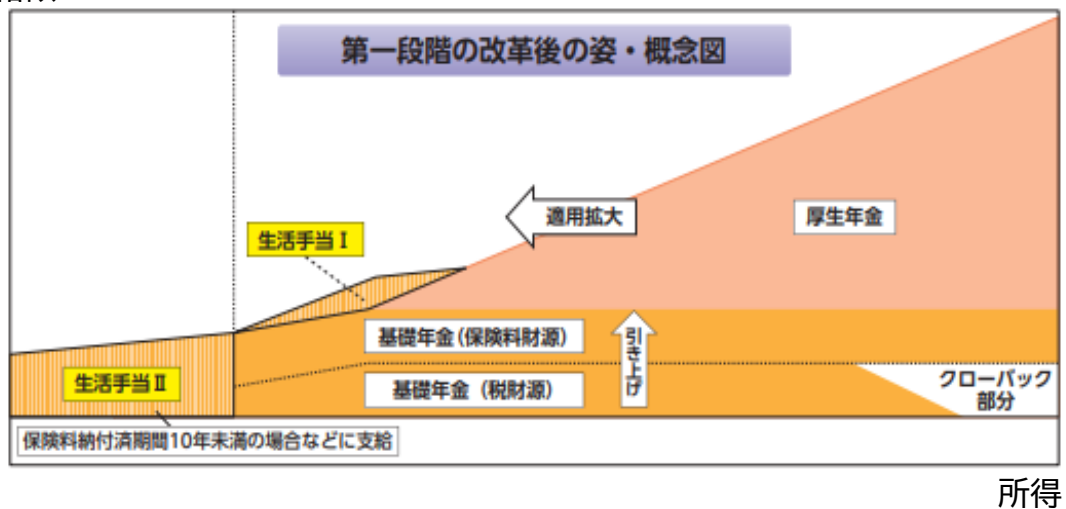 第一段階の改革後の姿・概念図
適用拡大
厚生年金
生活手当Ⅰ
基礎年金(保険料財源)
引き上げ
生活手当Ⅱ
基礎年金（税財源）
クローバック
部分
保険料納付済期間10年未満の場合などに支給
所得